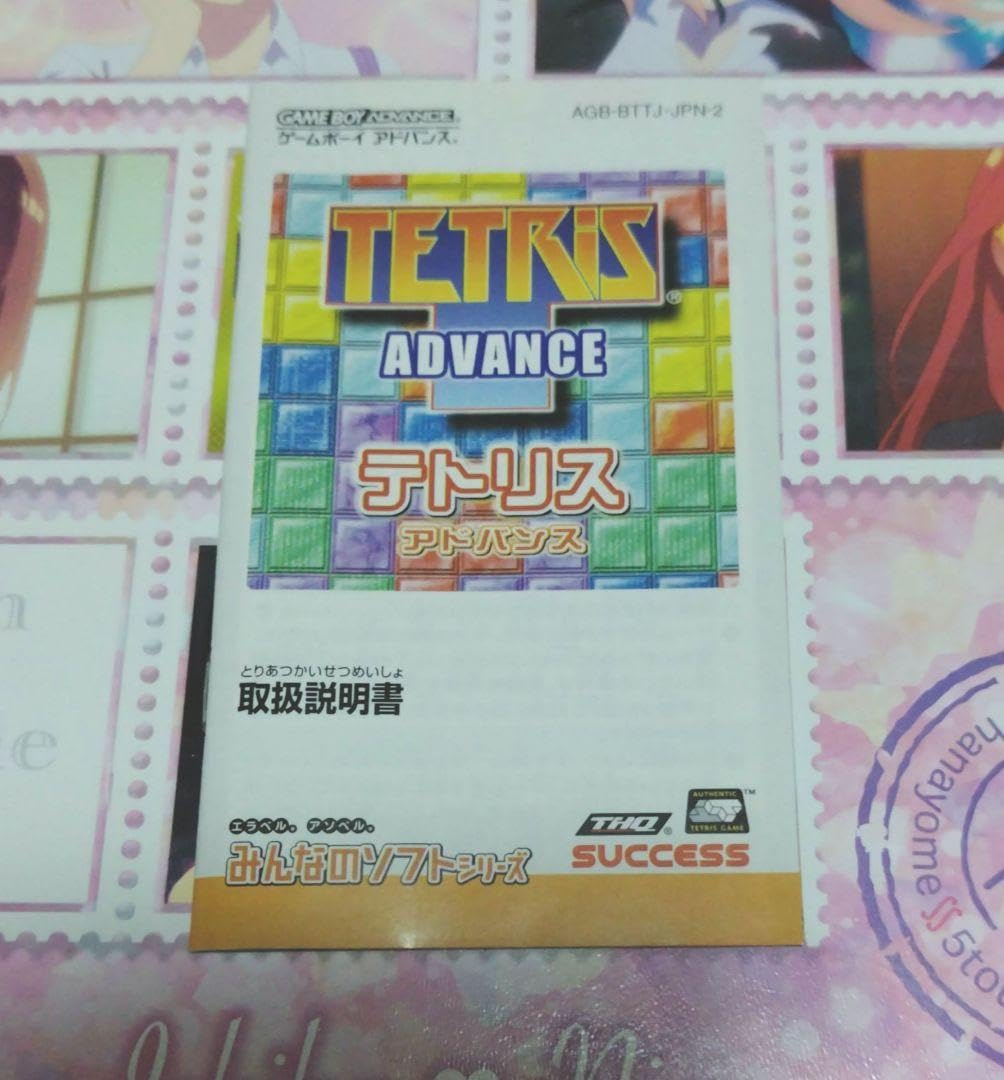 GAME BOY ADVANCE
AGB-BTTJ-JPN-2
ゲームボーイ アドバンス®
TETRiS®
ADVANCE
テトリス
アドバンス
とりあつかいせつめいしょ
取扱説明書
エラベル。アソベル。
みんなのソフトシリーズ
THQ®
AUTHENTIC™
TETRIS GAME
SUCCESS
hanayome∬5tou